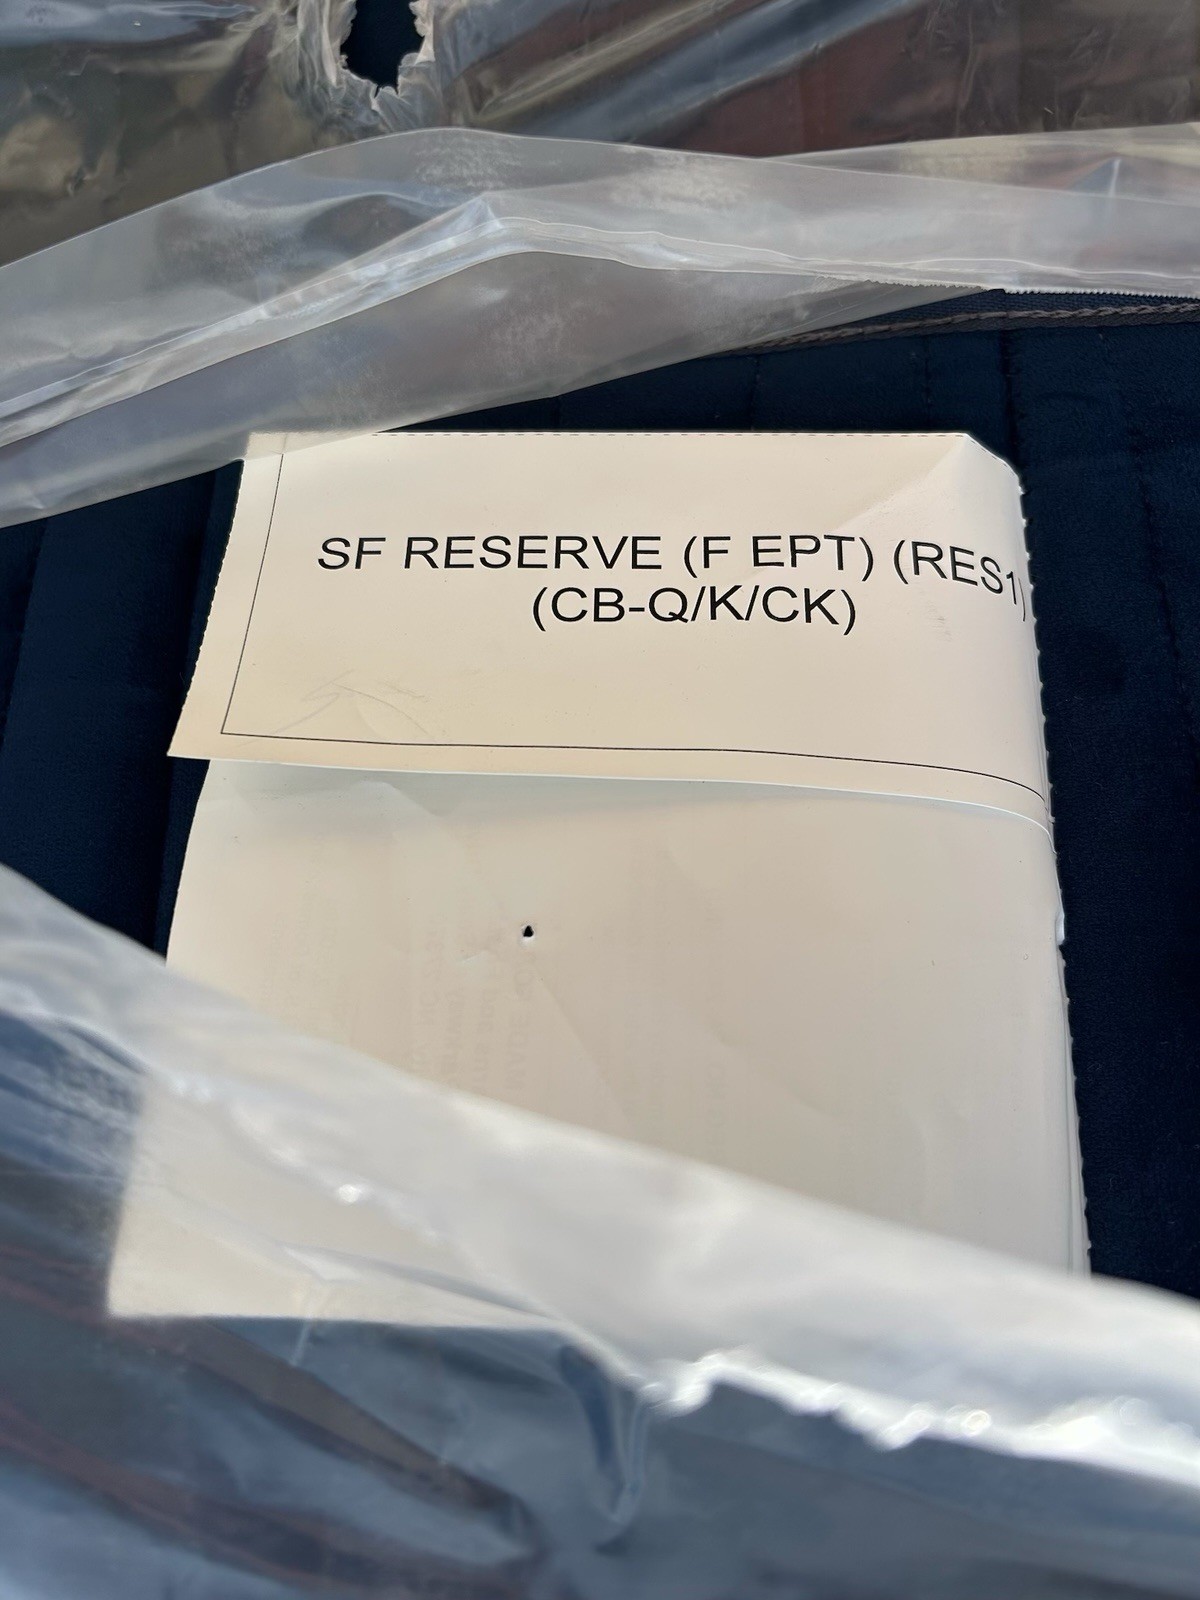 SF RESERVE (F EPT) (RES1)
(CB-Q/K/CK)